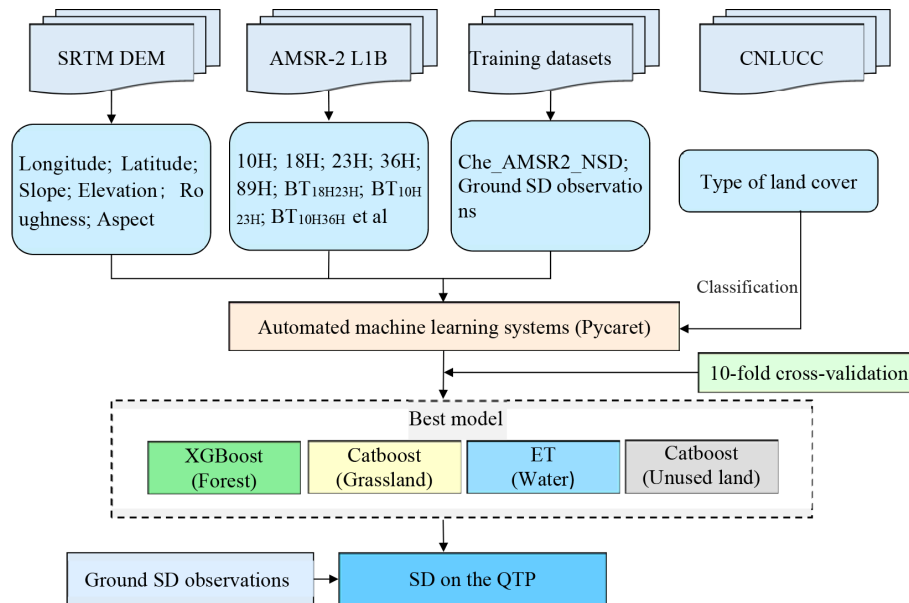 SRTM DEM
AMSR-2 L1B
Training datasets
CNLUCC
Longitude; Latitude;
Slope; Elevation； Ro
ughness; Aspect
10H; 18H; 23H; 36H;
89H; BT18H23H; BT10H
23H; BT10H36H et al
Che_AMSR2_NSD;
Ground SD observatio
ns
Type of land cover
Classification
Automated machine learning systems (Pycaret)
10-fold cross-validation
Best model
XGBoost
(Forest)
Catboost
(Grassland)
ET
(Water)
Catboost
(Unused land)
Ground SD observations
SD on the QTP